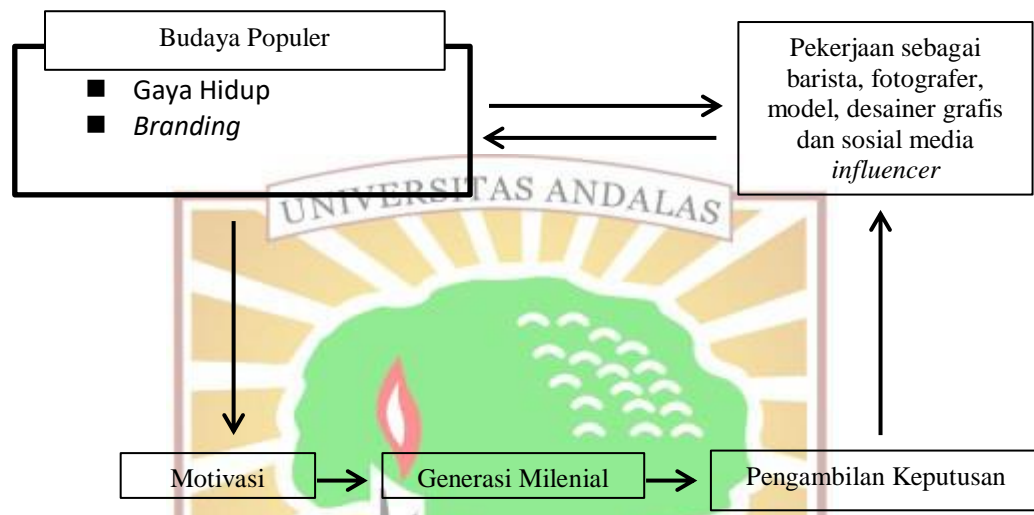 Budaya Populer
Gaya Hidup
Branding
Pekerjaan sebagai
barista, fotografer,
model, desainer grafis
dan sosial media
influencer
UNIVERSITAS ANDALAS
Motivasi
Generasi Milenial
Pengambilan Keputusan